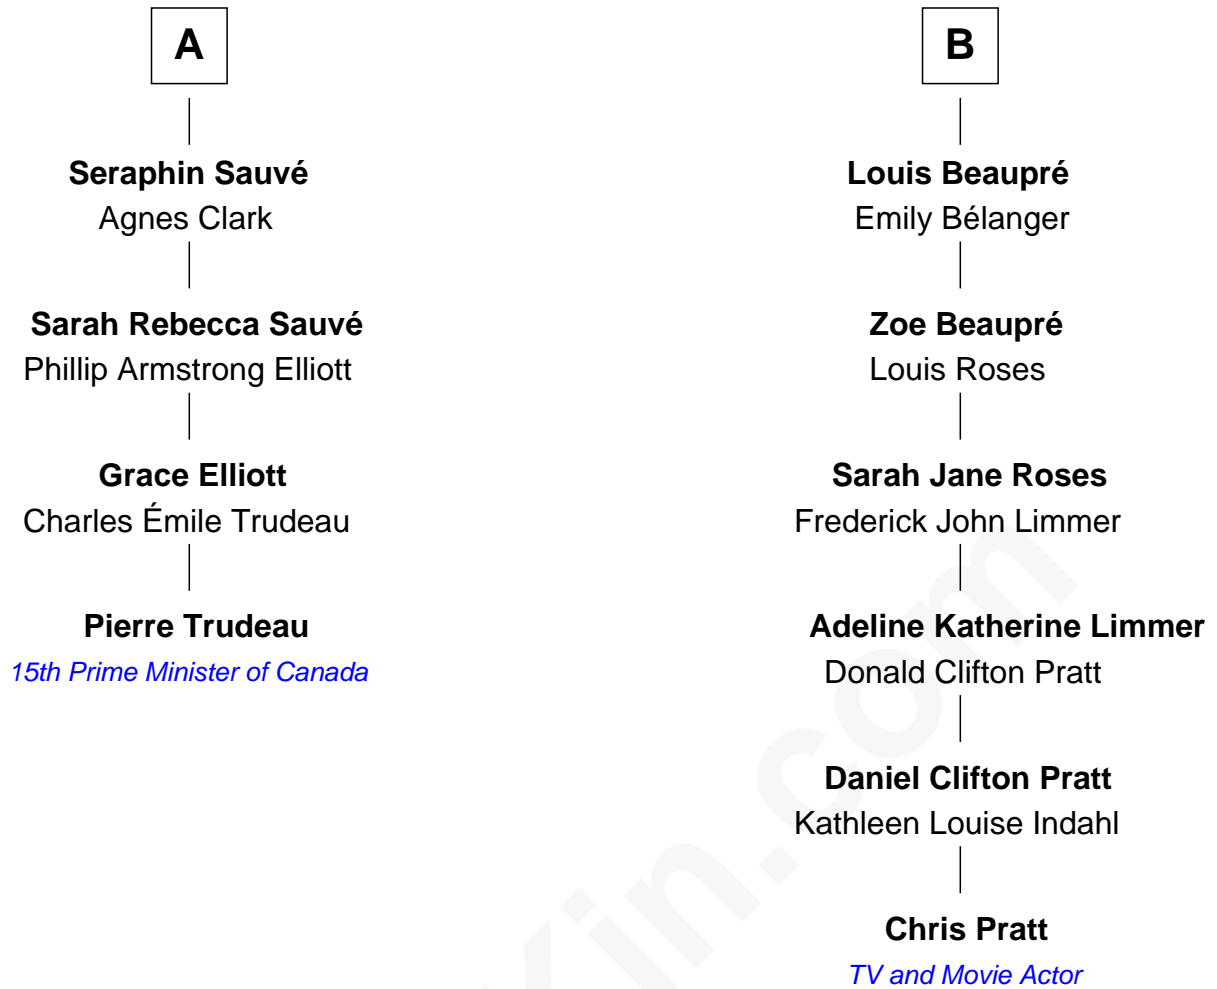 A
Seraphin Sauvé
Agnes Clark
Sarah Rebecca Sauvé
Phillip Armstrong Elliott
Grace Elliott
Charles Émile Trudeau
Pierre Trudeau
15th Prime Minister of Canada
B
Louis Beaupré
Emily Bélanger
Zoe Beaupré
Louis Roses
Sarah Jane Roses
Frederick John Limmer
Adeline Katherine Limmer
Donald Clifton Pratt
Daniel Clifton Pratt
Kathleen Louise Indahl
Chris Pratt
TV and Movie Actor
Kin.com